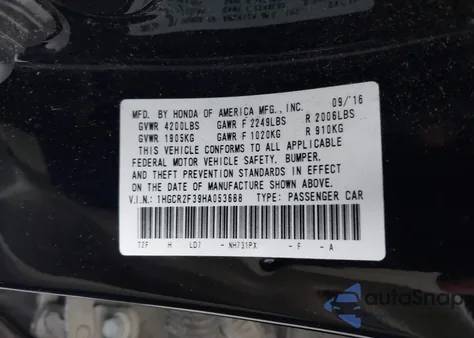 MFD. BY HONDA OF AMERICA MFG., INC. 09/16
GVWR 4200LBS GAWR F 2249LBS R 2006LBS
GVWR 1905KG GAWR F 1020KG R 910KG
THIS VEHICLE CONFORMS TO ALL APPLICABLE
FEDERAL MOTOR VEHICLE SAFETY, BUMPER,
AND THEFT PREVENTION STANDARDS IN EFFECT
ON THE DATE OF MANUFACTURE SHOWN ABOVE.
V.I.N.: 1HGCR2F39HA053688 TYPE: PASSENGER CAR
T2F H LD7 - NH731PX - F - A
autoSnap